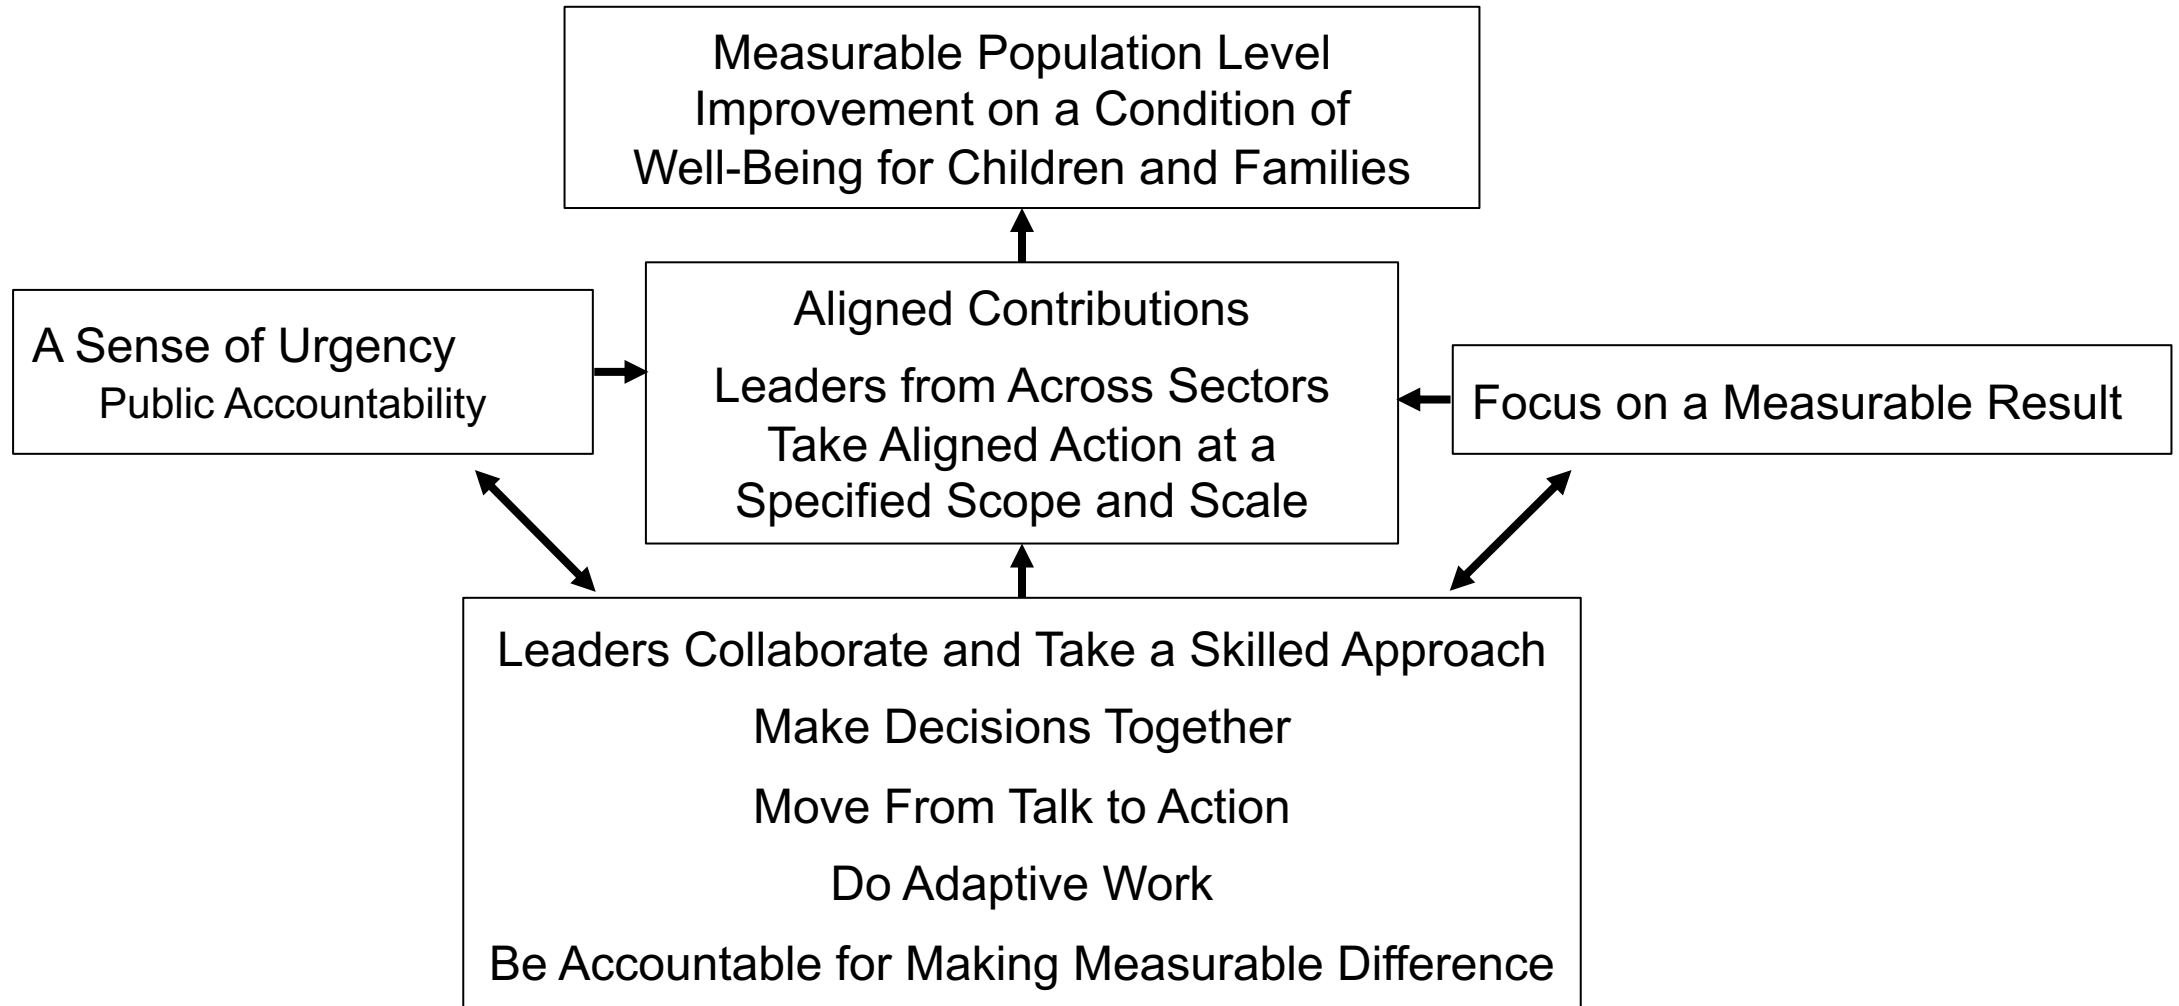 Measurable Population Level
Improvement on a Condition of
Well-Being for Children and Families
A Sense of Urgency
Public Accountability
Aligned Contributions
Leaders from Across Sectors
Take Aligned Action at a
Specified Scope and Scale
Focus on a Measurable Result
Leaders Collaborate and Take a Skilled Approach
Make Decisions Together
Move From Talk to Action
Do Adaptive Work
Be Accountable for Making Measurable Difference